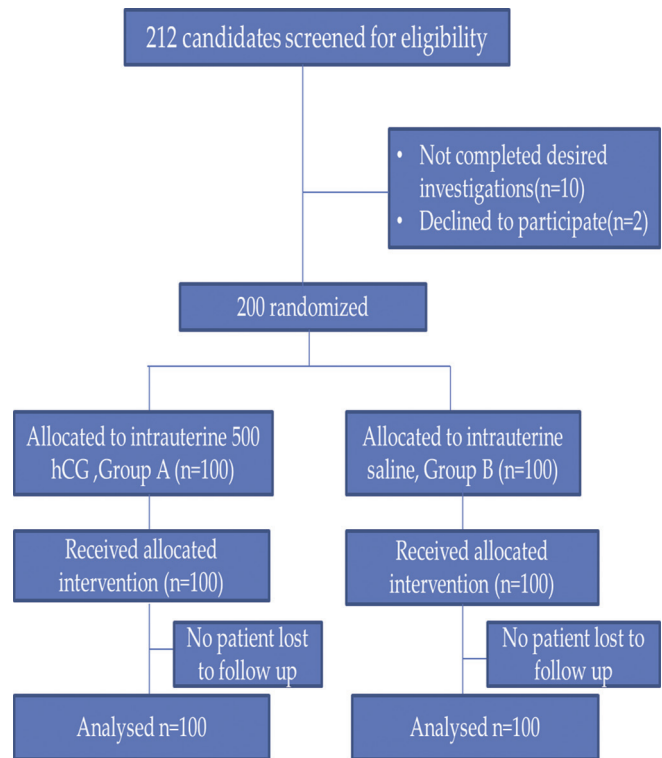 212 candidates screened for eligibility
• Not completed desired
investigations(n=10)
• Declined to participate(n=2)
200 randomized
Allocated to intrauterine 500
hCG ,Group A (n=100)
Allocated to intrauterine
saline, Group B (n=100)
Received allocated
intervention (n=100)
Received allocated
intervention (n=100)
No patient lost
to follow up
No patient lost to
follow up
Analysed n=100
Analysed n=100